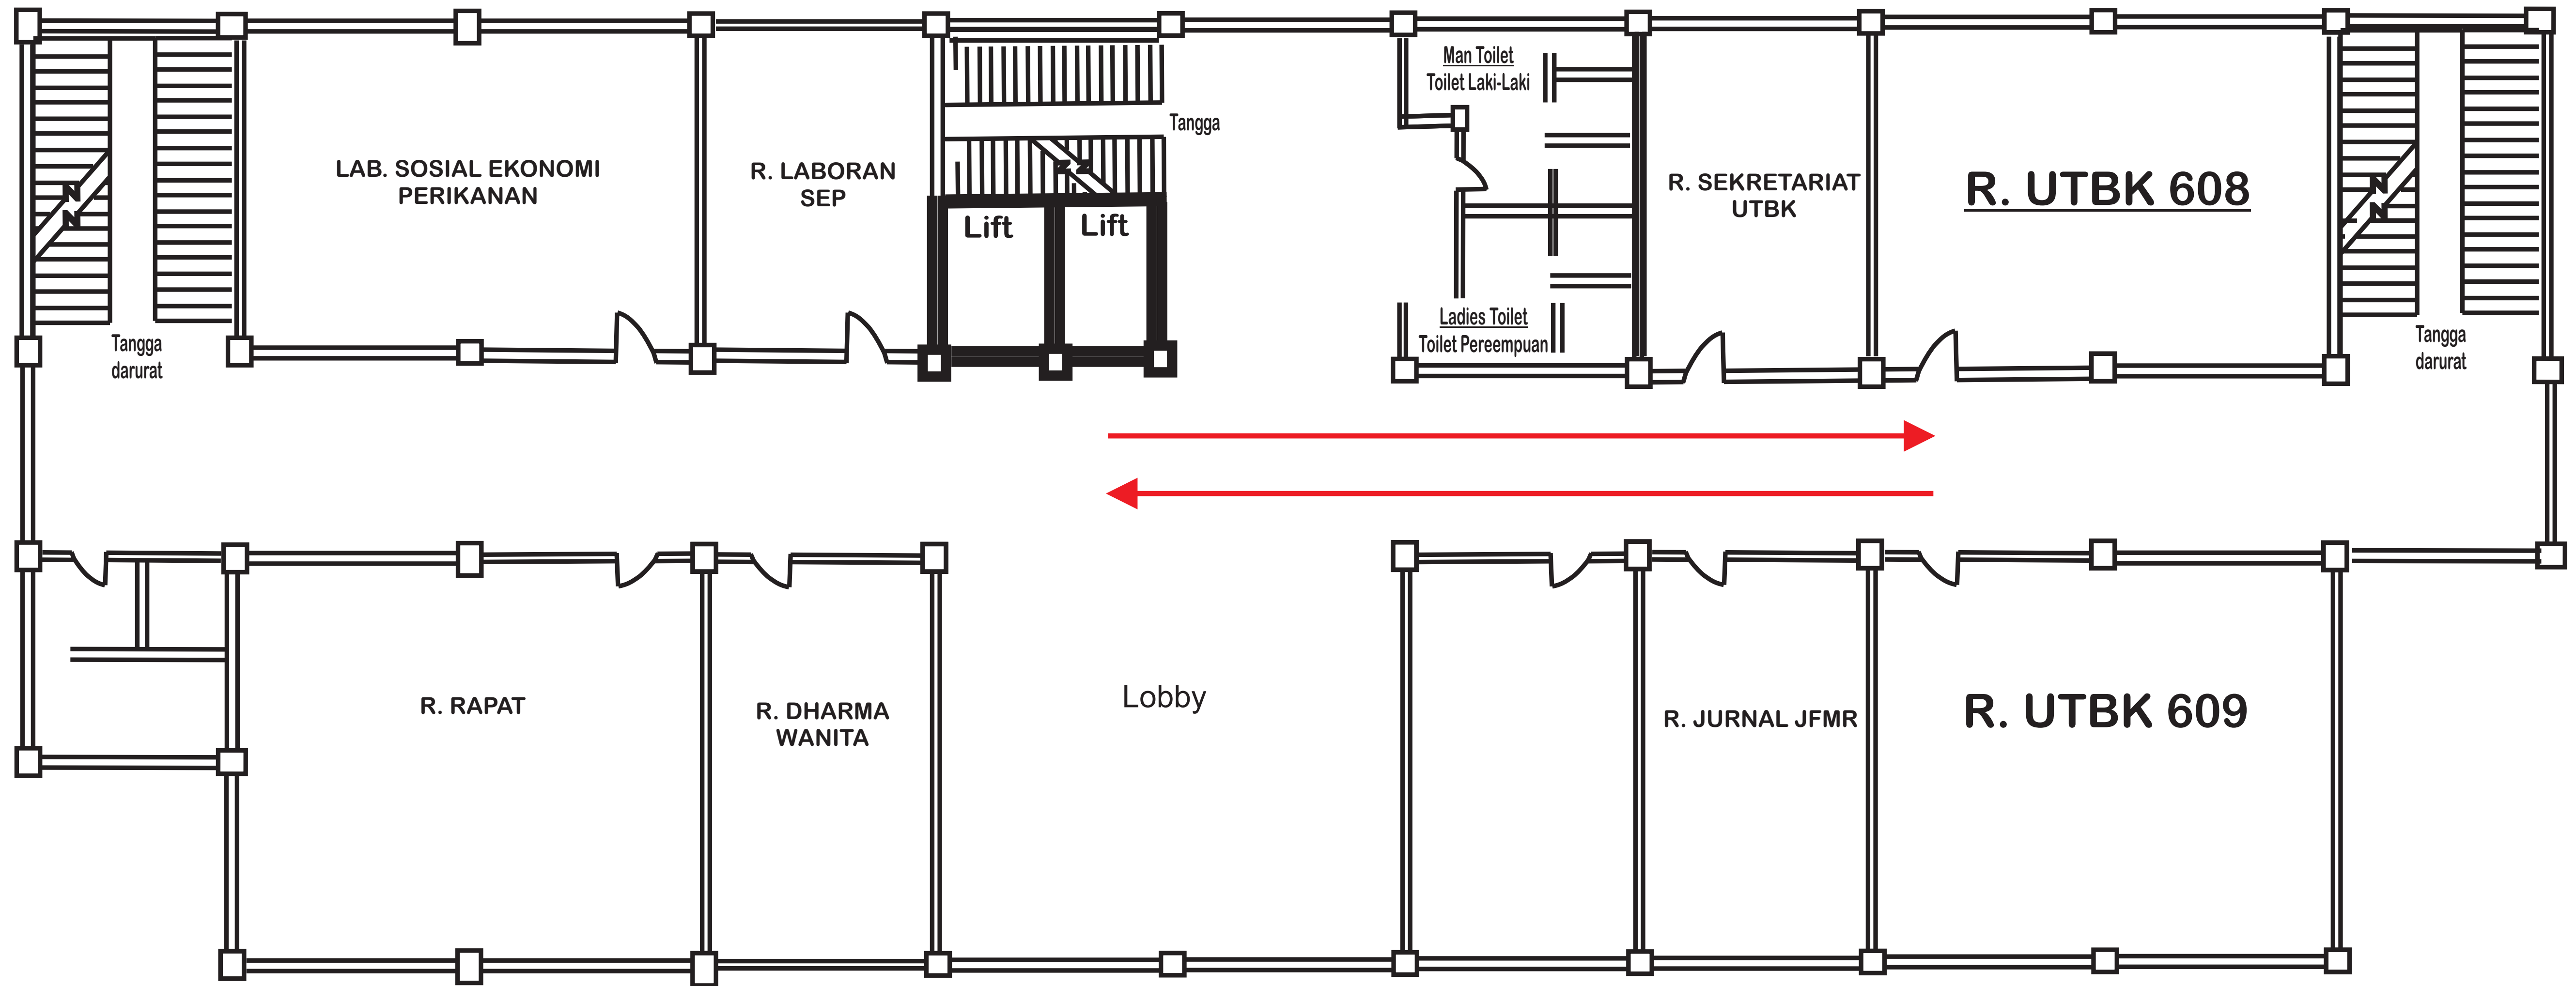 Man Toilet
Toilet Laki-Laki
Tangga
LAB. SOSIAL EKONOMI
PERIKANAN
R. LABORAN
SEP
R. SEKRETARIAT
UTBK
R. UTBK 608
Lift
Lift
Tangga
darurat
Ladies Toilet
Toilet Pereempuan
Tangga
darurat
R. RAPAT
R. DHARMA
WANITA
Lobby
R. JURNAL JFMR
R. UTBK 609